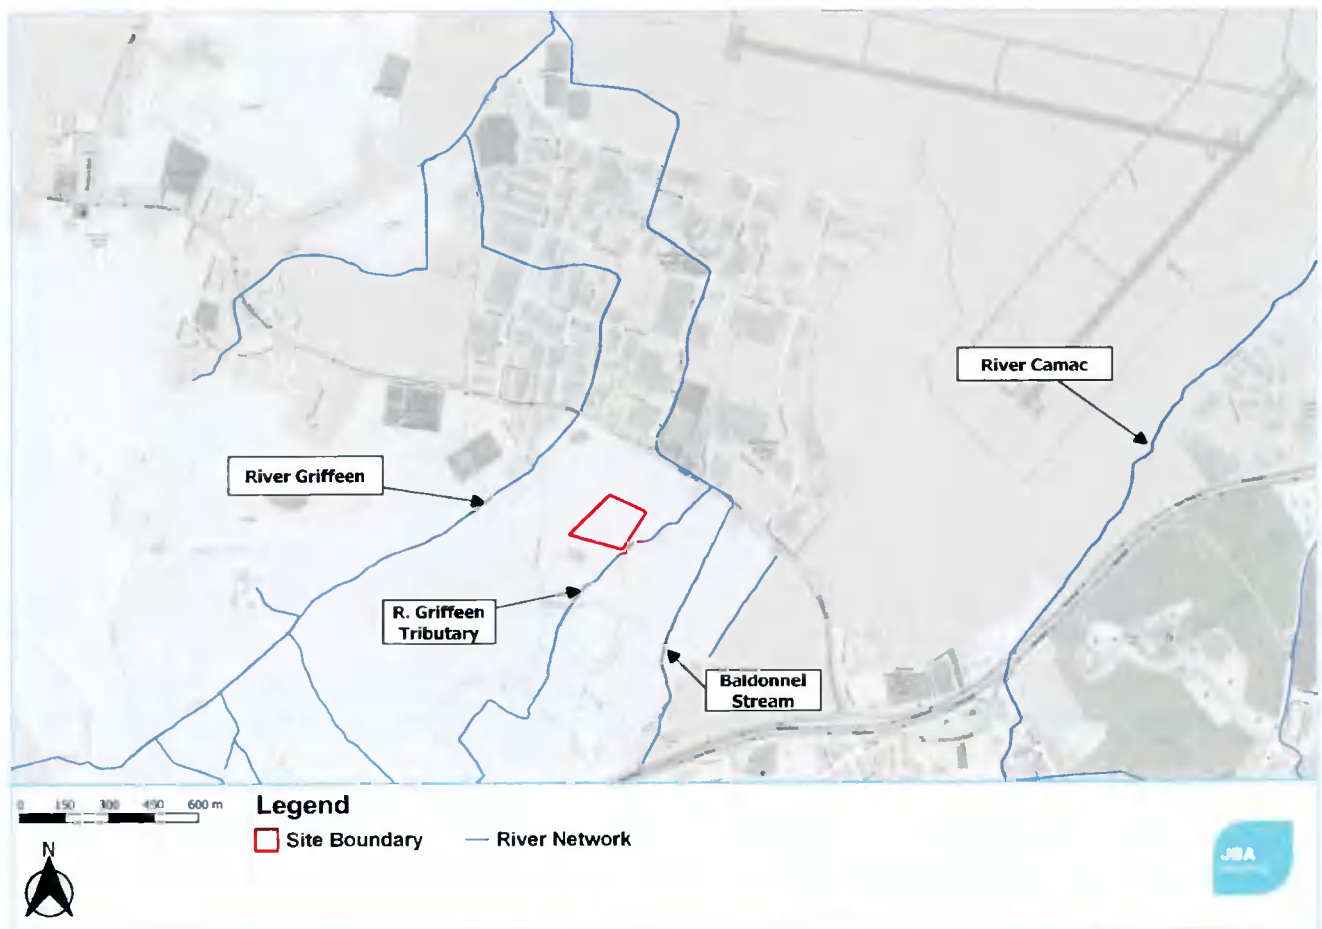 River Camac
River Griffeen
R. Griffeen
Tributary
Baldonnel
Stream
0 150 300 450 600 m
Legend
Site Boundary
River Network
N
JBA